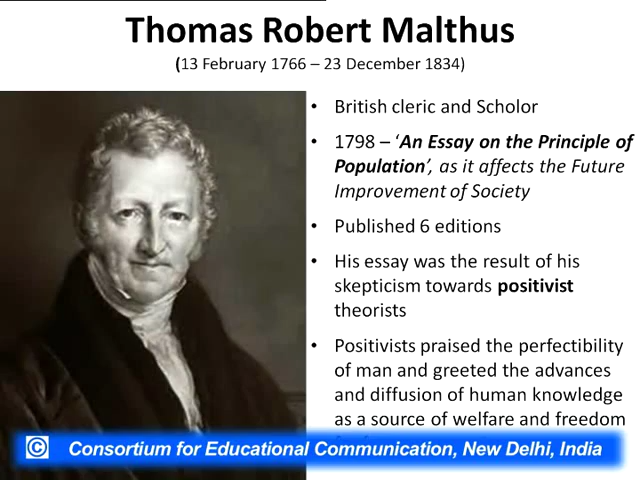 Thomas Robert Malthus
(13 February 1766 – 23 December 1834)
• British cleric and Scholor
• 1798 – ‘An Essay on the Principle of
Population’, as it affects the Future
Improvement of Society
• Published 6 editions
• His essay was the result of his
skepticism towards positivist
theorists
• Positivists praised the perfectibility
of man and greeted the advances
and diffusion of human knowledge
as a source of welfare and freedom
© Consortium for Educational Communication, New Delhi, India